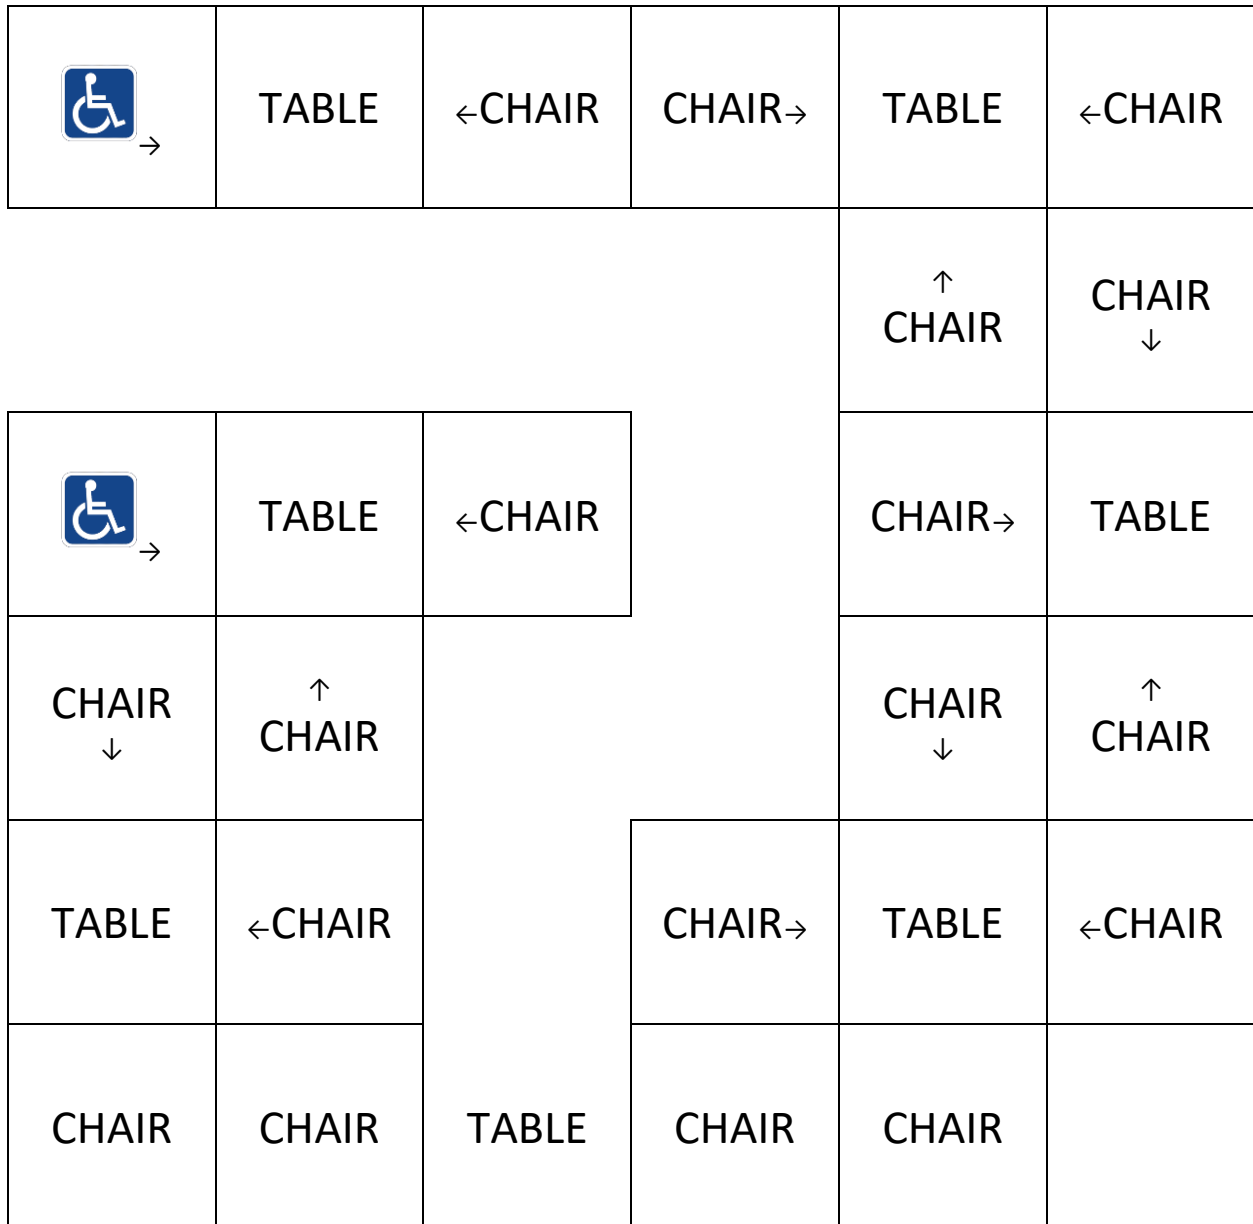 → TABLE ←CHAIR CHAIR→ TABLE ←CHAIR
↑
CHAIR
CHAIR
↓
→ TABLE ←CHAIR CHAIR→ TABLE
CHAIR
↓
↑
CHAIR
CHAIR
↓
↑
CHAIR
TABLE ←CHAIR CHAIR→ TABLE ←CHAIR
CHAIR CHAIR TABLE CHAIR CHAIR